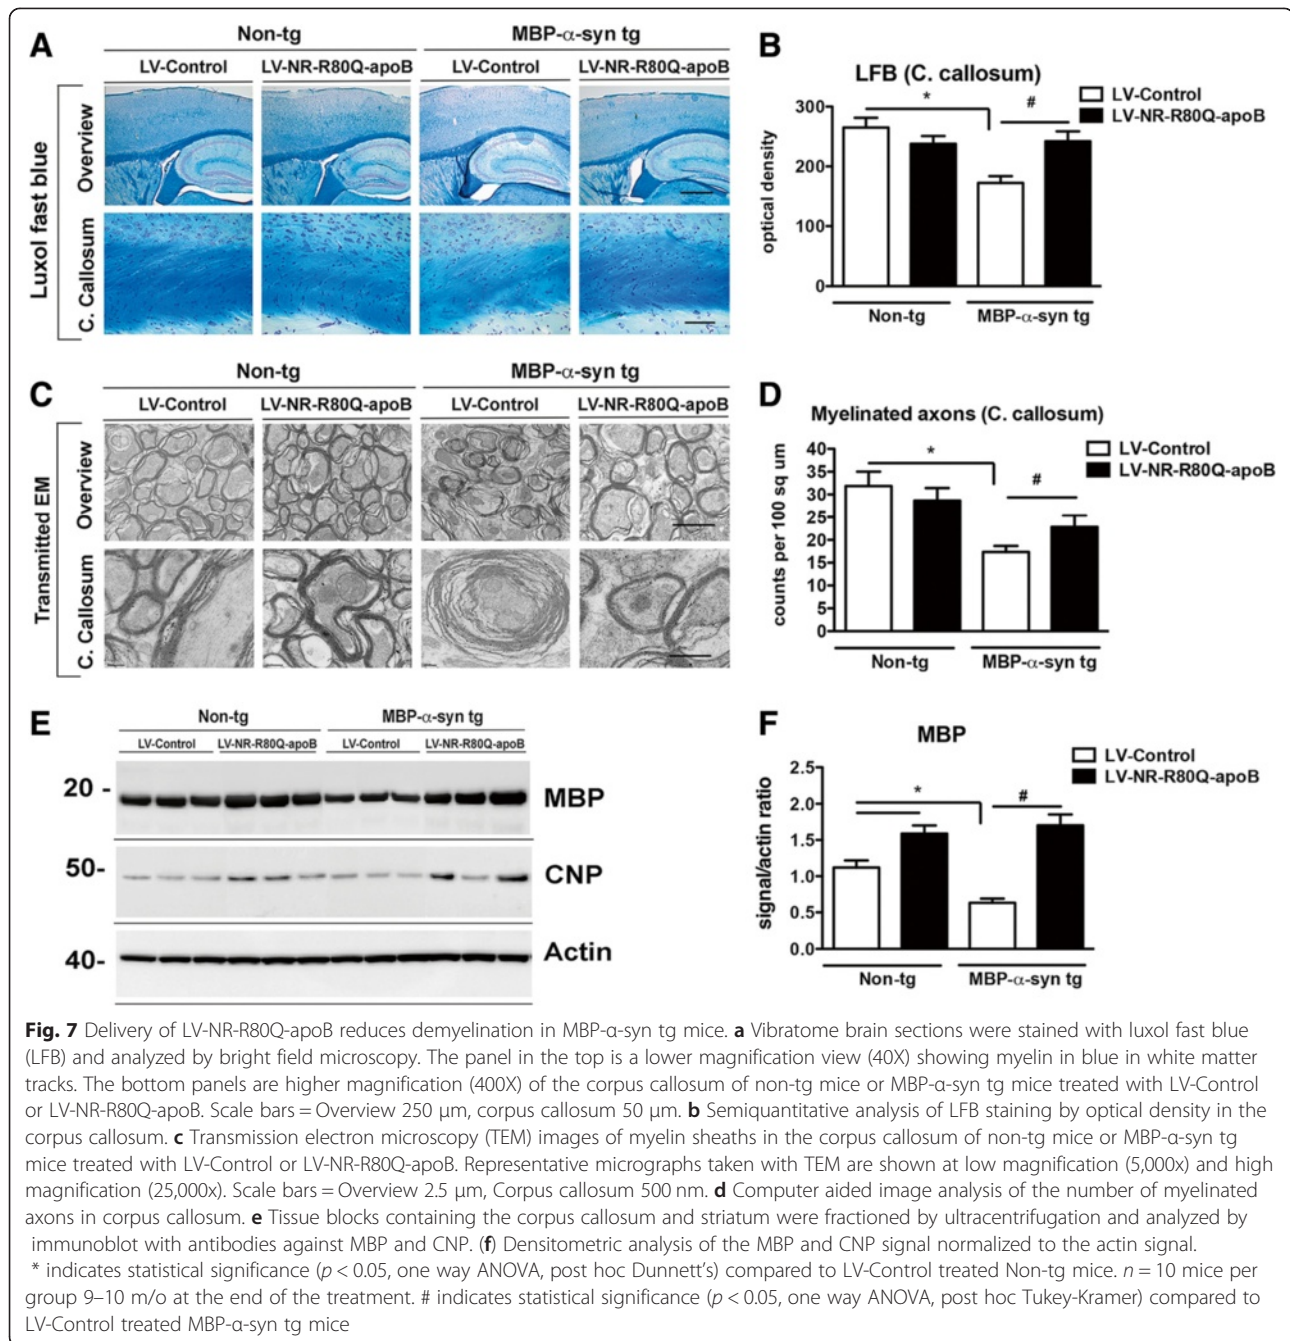 A
Non-tg
MBP-α-syn tg
LV-Control
LV-NR-R80Q-apoB
LV-Control
LV-NR-R80Q-apoB
Luxol fast blue
Overview
C. Callosum
B
LFB (C. callosum)
LV-Control
LV-NR-R80Q-apoB
optical density
300
200
100
0
*
#
Non-tg
MBP-α-syn tg
C
Non-tg
MBP-α-syn tg
LV-Control
LV-NR-R80Q-apoB
LV-Control
LV-NR-R80Q-apoB
Transmitted EM
Overview
C. Callosum
D
Myelinated axons (C. callosum)
LV-Control
LV-NR-R80Q-apoB
counts per 100 sq um
40
35
30
25
20
15
10
5
0
*
#
Non-tg
MBP-α-syn tg
E
Non-tg
MBP-α-syn tg
LV-Control
LV-NR-R80Q-apoB
LV-Control
LV-NR-R80Q-apoB
20 -
MBP
50-
CNP
40-
Actin
F
MBP
LV-Control
LV-NR-R80Q-apoB
signal/actin ratio
2.5
2.0
1.5
1.0
0.5
0.0
*
#
Non-tg
MBP-α-syn tg
Fig. 7 Delivery of LV-NR-R80Q-apoB reduces demyelination in MBP-α-syn tg mice. a Vibratome brain sections were stained with luxol fast blue
(LFB) and analyzed by bright field microscopy. The panel in the top is a lower magnification view (40X) showing myelin in blue in white matter
tracks. The bottom panels are higher magnification (400X) of the corpus callosum of non-tg mice or MBP-α-syn tg mice treated with LV-Control
or LV-NR-R80Q-apoB. Scale bars = Overview 250 μm, corpus callosum 50 μm. b Semiquantitative analysis of LFB staining by optical density in the
corpus callosum. c Transmission electron microscopy (TEM) images of myelin sheaths in the corpus callosum of non-tg mice or MBP-α-syn tg
mice treated with LV-Control or LV-NR-R80Q-apoB. Representative micrographs taken with TEM are shown at low magnification (5,000x) and high
magnification (25,000x). Scale bars = Overview 2.5 μm, Corpus callosum 500 nm. d Computer aided image analysis of the number of myelinated
axons in corpus callosum. e Tissue blocks containing the corpus callosum and striatum were fractioned by ultracentrifugation and analyzed by
immunoblot with antibodies against MBP and CNP. (f) Densitometric analysis of the MBP and CNP signal normalized to the actin signal.
* indicates statistical significance (p < 0.05, one way ANOVA, post hoc Dunnett's) compared to LV-Control treated Non-tg mice. n = 10 mice per
group 9–10 m/o at the end of the treatment. # indicates statistical significance (p < 0.05, one way ANOVA, post hoc Tukey-Kramer) compared to
LV-Control treated MBP-α-syn tg mice